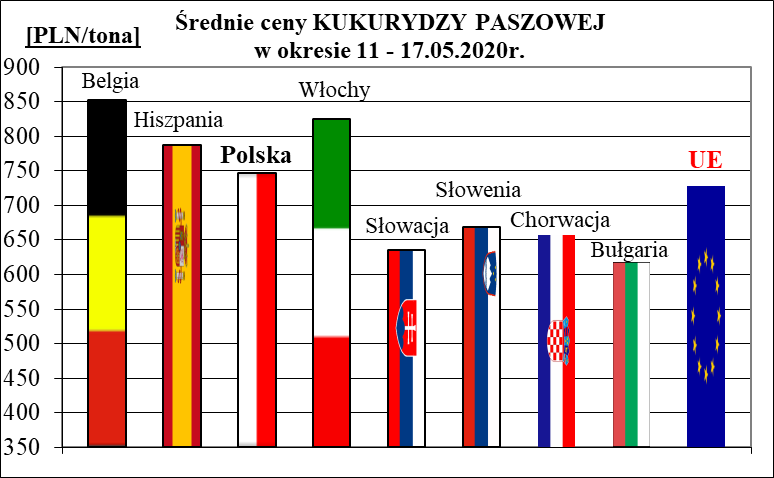 Średnie ceny KUKURYDZY PASZOWEJ
w okresie 11 - 17.05.2020r.
[PLN/tona]
900
850
800
750
700
650
600
550
500
450
400
350
Belgia
Hiszpania
Polska
Włochy
Słowacja
Słowenia
Chorwacja
Bułgaria
UE